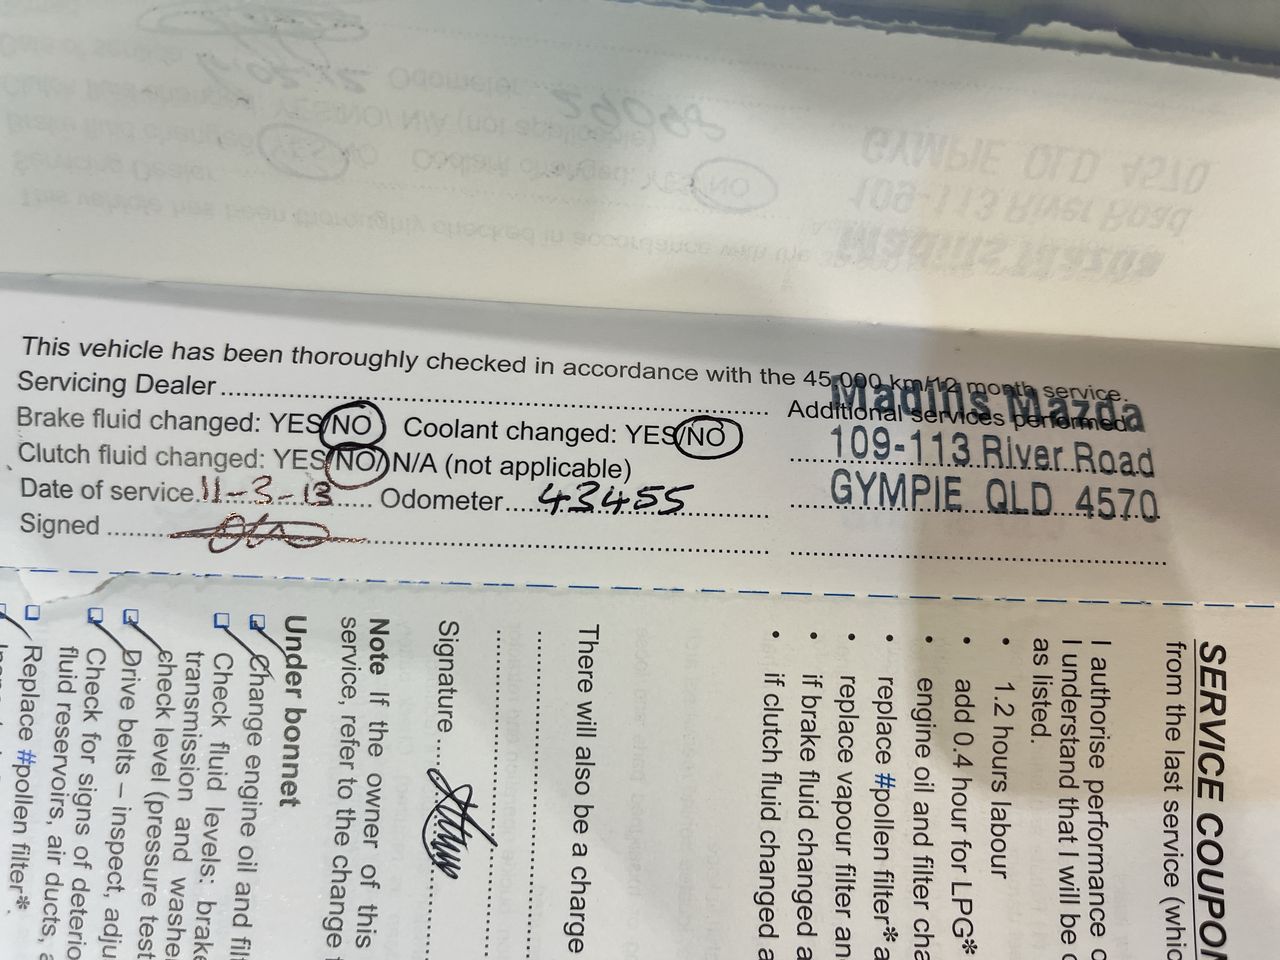 This vehicle has been thoroughly checked in accordance with the 45,000 km/12 month service.
Servicing Dealer
Brake fluid changed: YES/NO Coolant changed: YES/NO
Clutch fluid changed: YES/NO/N/A (not applicable)
Date of service 11-3-13 Odometer 43455
Signed
Additional services performed
Madills Mazda
109-113 River Road
GYMPIE QLD 4570
SERVICE COUPON
from the last service (whic
I authorise performance
I understand that I will be
as listed.
• 1.2 hours labour
• add 0.4 hour for LPG*
• engine oil and filter cha
• replace #pollen filter* a
• replace vapour filter an
• if brake fluid changed a
• if clutch fluid changed a
There will also be a charge
Signature
Note If the owner of this
service, refer to the change
Under bonnet
Change engine oil and filt
Check fluid levels: brake
transmission and washe
check level (pressure test
Drive belts – inspect, adju
Check for signs of deterio
fluid reservoirs, air ducts,
Replace #pollen filter*